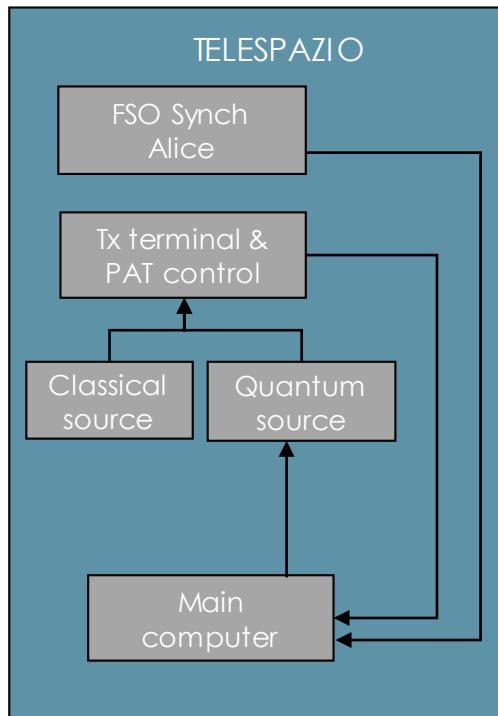 TELESPAZIO
FSO Synch
Alice
Tx terminal &
PAT control
Classical
source
Quantum
source
Main
computer